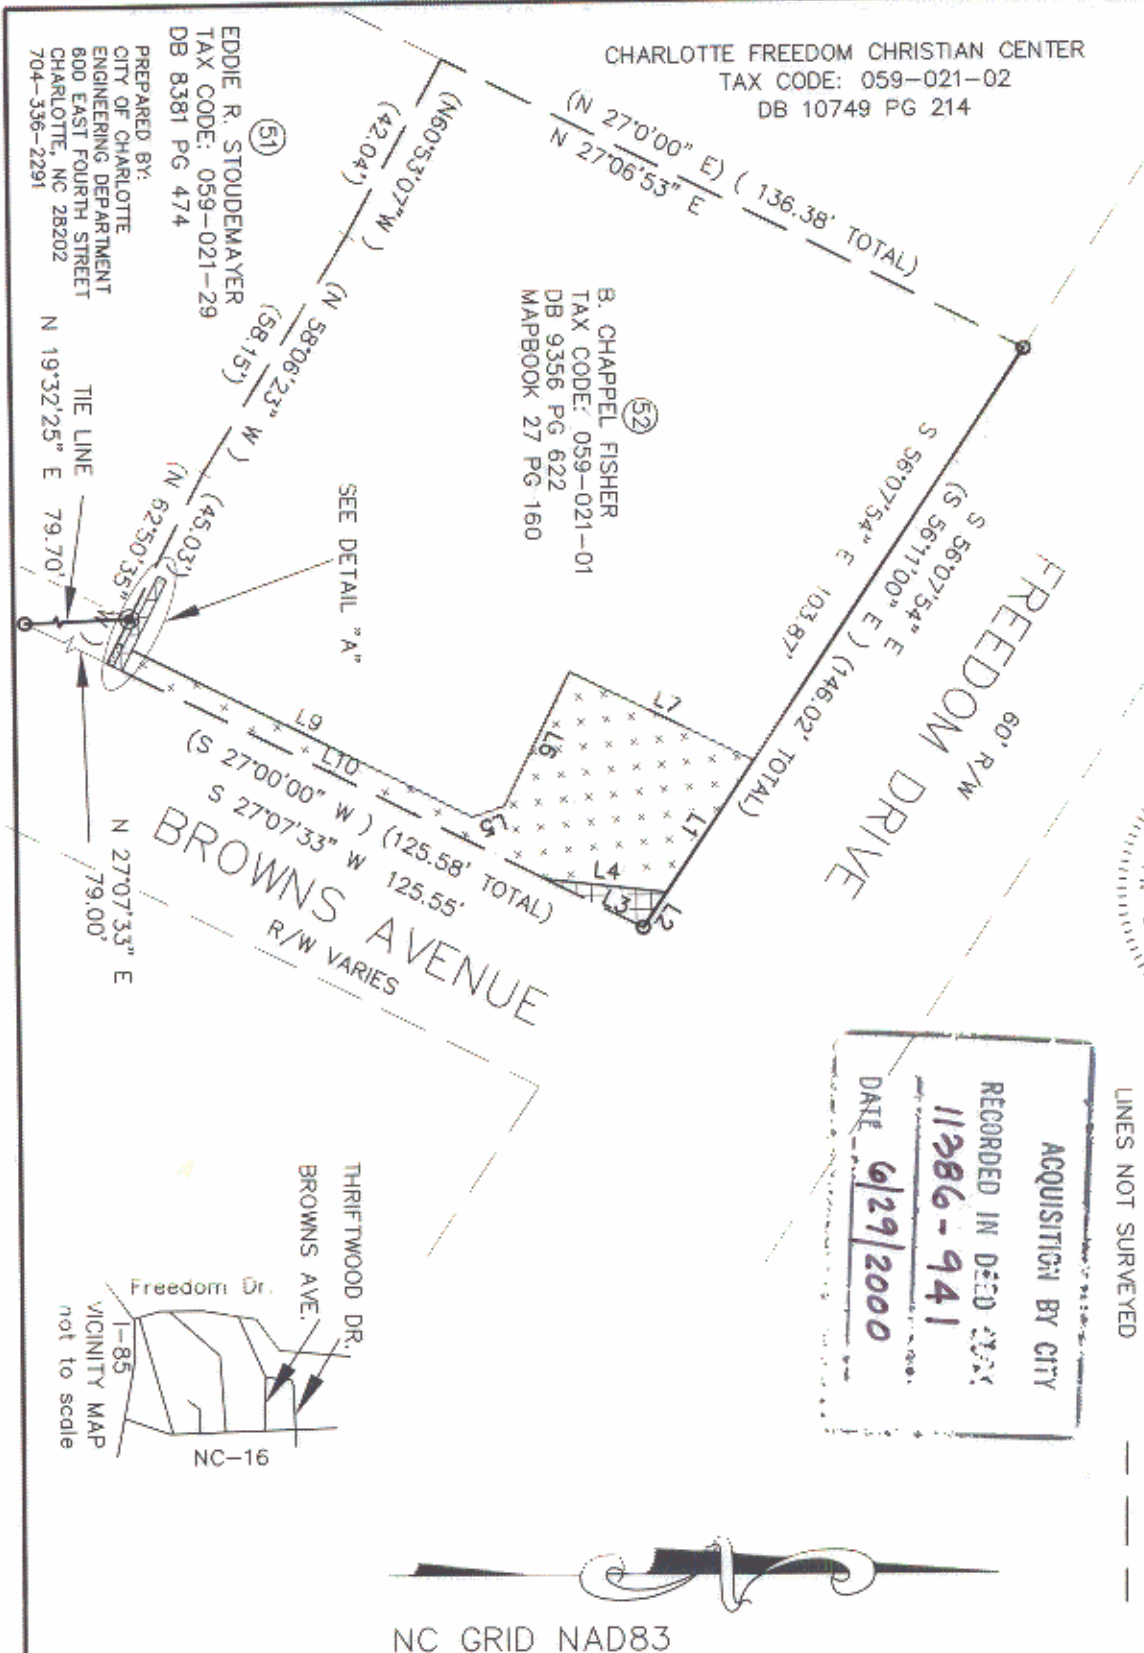 CHARLOTTE FREEDOM CHRISTIAN CENTER
TAX CODE: 059-021-02
DB 10749 PG 214
(N 27°0'00" E) ( 136.38' TOTAL)
N 27°06'53" E
51
EDDIE R. STOUDEMAYER
TAX CODE: 059-021-29
DB 8381 PG 474
PREPARED BY:
CITY OF CHARLOTTE
ENGINEERING DEPARTMENT
600 EAST FOURTH STREET
CHARLOTTE, NC 28202
704-336-2291
(N60°53'07"W )
(42.04')
(N 58°06'23" W )
(58.15')
(45.03')
(N 62°50'35" W )
TIE LINE
N 19°32'25" E 79.70'
52
B. CHAPPEL FISHER
TAX CODE: 059-021-01
DB 9356 PG 622
MAPBOOK 27 PG 160
SEE DETAIL "A"
S 56°07'54" E
(S 56°11'00" E ) (146.02' TOTAL)
S 56°07'54" E 103.87'
FREEDOM DRIVE
60' R/W
L7
L6
L1
L5
L4
L3
L2
L9
L10
(S 27°00'00" W ) (125.58' TOTAL)
S 27°07'33" W 125.55'
BROWNS AVENUE
R/W VARIES
N 27°07'33" E
79.00'
LINES NOT SURVEYED
ACQUISITION BY CITY
RECORDED IN DEED
11386-941
DATE 6/29/2000
THRIFTWOOD DR.
BROWNS AVE.
Freedom Dr.
I-85
NC-16
VICINITY MAP
not to scale
NC GRID NAD83